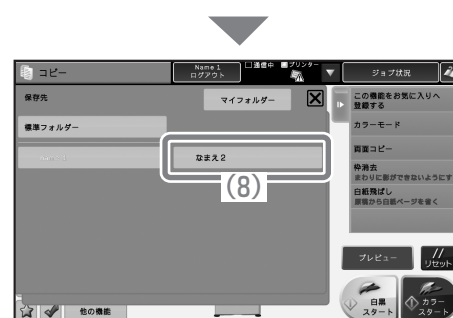 コピー
Name 1
ログアウト
通信中
プリンター
ジョブ状況
保存先
マイフォルダー
標準フォルダー
Name 1
なまえ2
(8)
この機能をお気に入りへ
登録する
カラーモード
両面コピー
枠消去
まわりに影ができないようにす
白紙飛ばし
原稿から白紙ページを省く
プレビュー
リセット
白黒
スタート
カラー
スタート
他の機能